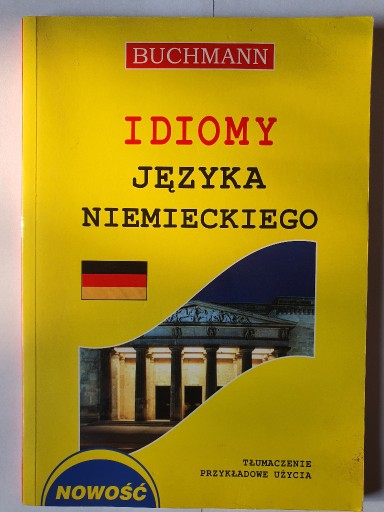 BUCHMANN
IDIOMY
JĘZYKA
NIEMIECKIEGO
TŁUMACZENIE
PRZYKŁADOWE UŻYCIA
NOWOŚĆ